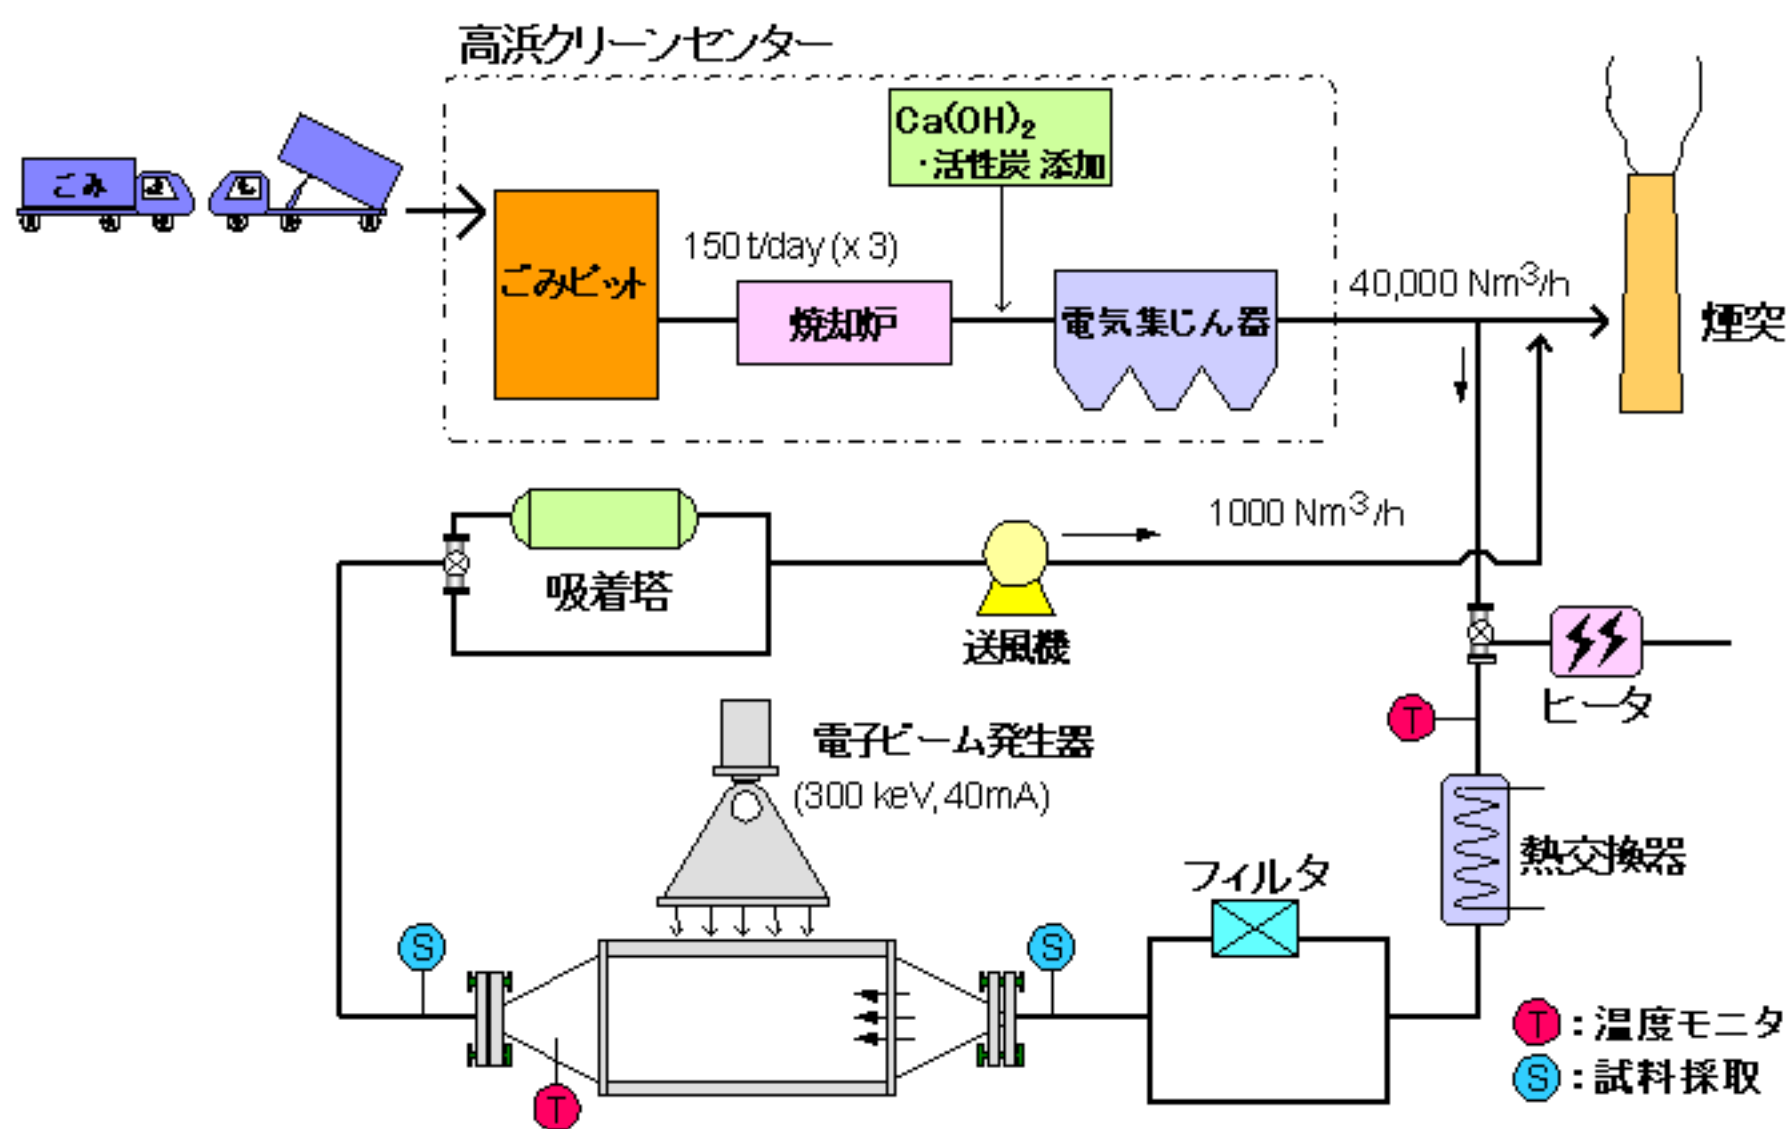 高浜クリーンセンター
Ca(OH)₂
・活性炭 添加
ごみ
ごみピット
150 t/day (x 3)
焼却炉
電気集じん器
40,000 Nm³/h
煙突
1000 Nm³/h
吸着塔
送風機
ヒータ
T
電子ビーム発生器
(300 keV, 40mA)
熱交換器
フィルタ
S
S
T
T：温度モニタ
S：試料採取